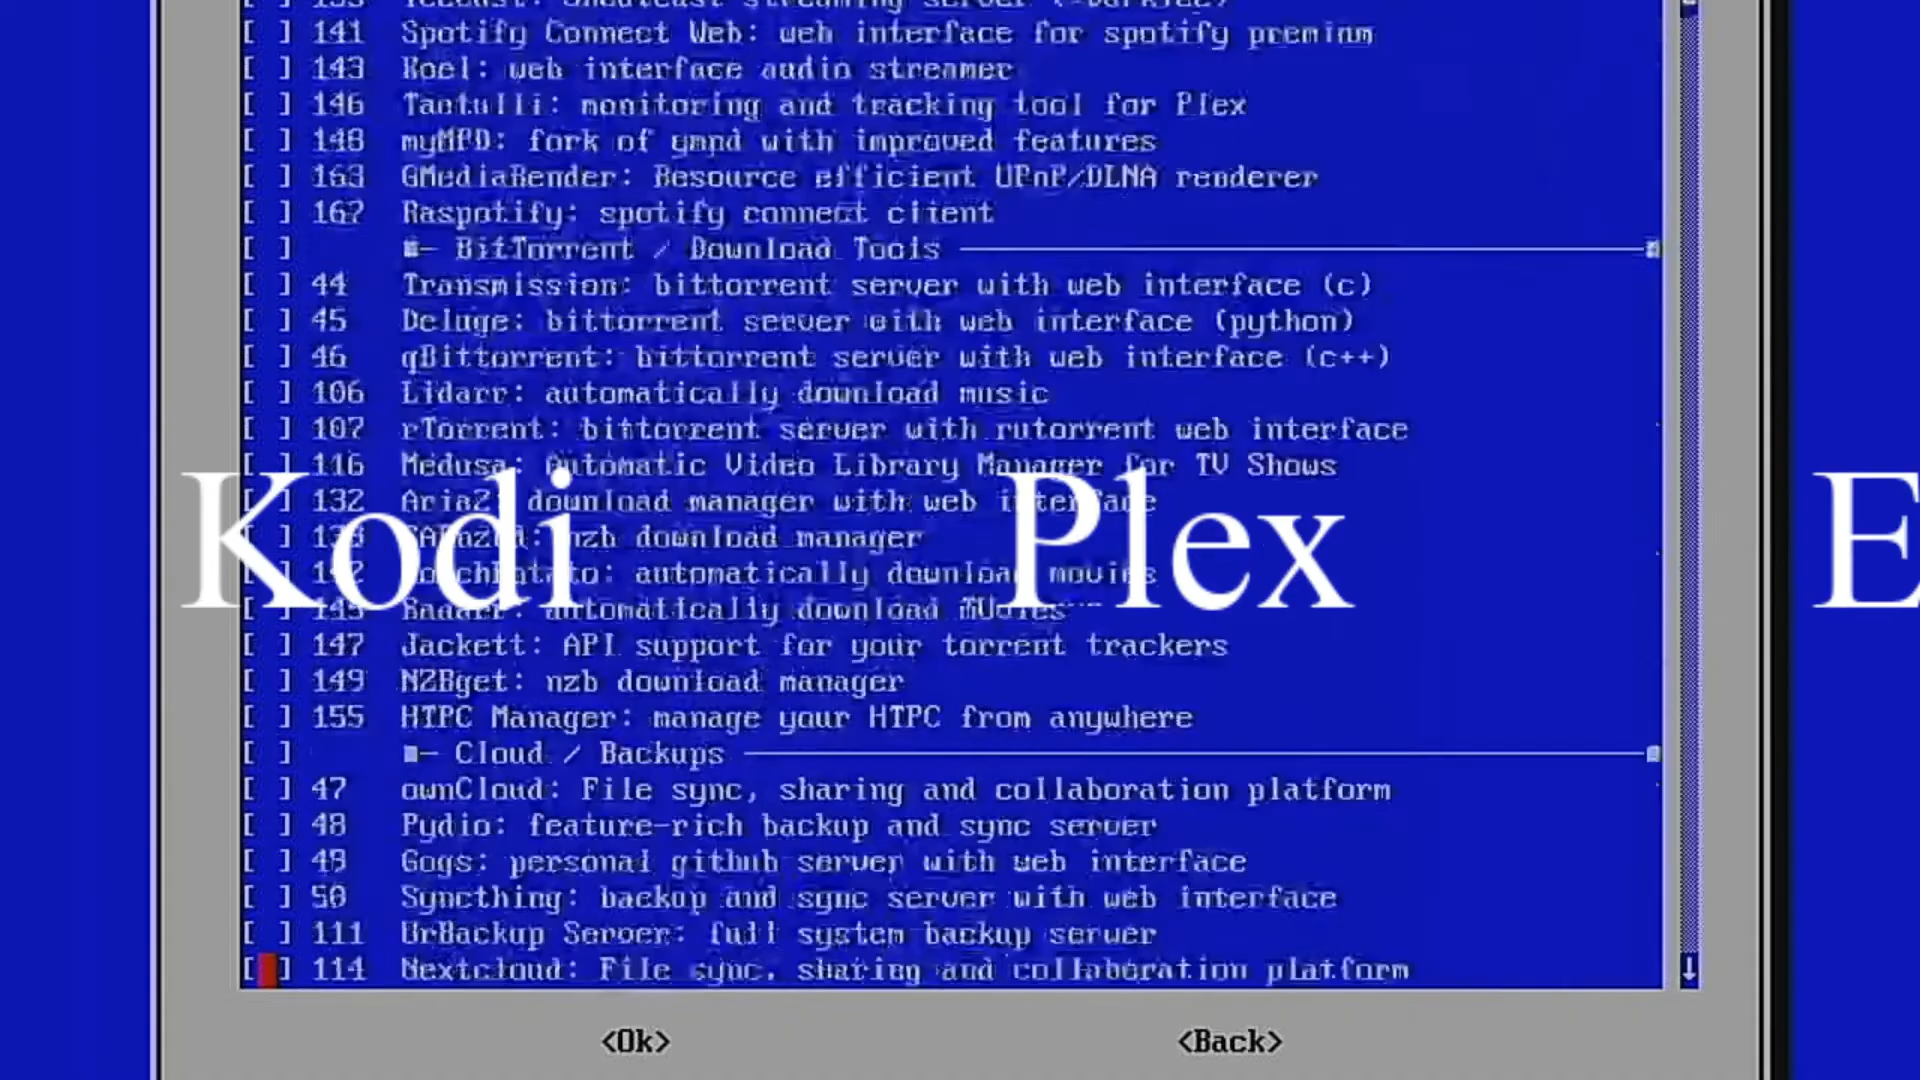 [ ] 141 Spotify Connect Web: web interface for spotify premium
[ ] 143 Koel: web interface audio streamer
[ ] 146 Tautulli: monitoring and tracking tool for Plex
[ ] 148 myMPD: fork of ympd with improved features
[ ] 163 GMediaRender: Resource efficient UPnP/DLNA renderer
[ ] 167 Raspotify: spotify connect client
[ ] ■─ BitTorrent / Download Tools
[ ] 44 Transmission: bittorrent server with web interface (c)
[ ] 45 Deluge: bittorrent server with web interface (python)
[ ] 46 qBittorrent: bittorrent server with web interface (c++)
[ ] 106 Lidarr: automatically download music
[ ] 107 rTorrent: bittorrent server with rutorrent web interface
[ ] 116 Medusa: Automatic Video Library Manager for TV Shows
[ ] 132 Aria2: download manager with web interface
nzb download manager
automatically download movies
automatically download
Kodi Plex E
[ ] 147 Jackett: API support for your torrent trackers
[ ] 149 NZBget: nzb download manager
[ ] 155 HTPC Manager: manage your HTPC from anywhere
[ ] ■─ Cloud / Backups
[ ] 47 ownCloud: File sync, sharing and collaboration platform
[ ] 48 Pydio: feature-rich backup and sync server
[ ] 49 Gogs: personal github server with web interface
[ ] 50 Syncthing: backup and sync server with web interface
[ ] 111 UrBackup Server: full system backup server
[ ] 114 Nextcloud: File sync, sharing and collaboration platform
<Ok> <Back>